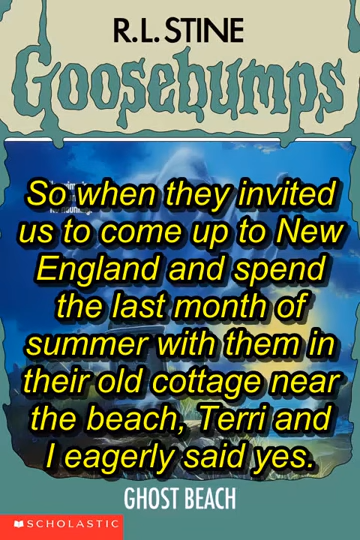 R.L. STINE
Goosebumps
So when they invited
us to come up to New
England and spend
the last month of
summer with them in
their old cottage near
the beach, Terri and
I eagerly said yes.
GHOST BEACH
SCHOLASTIC